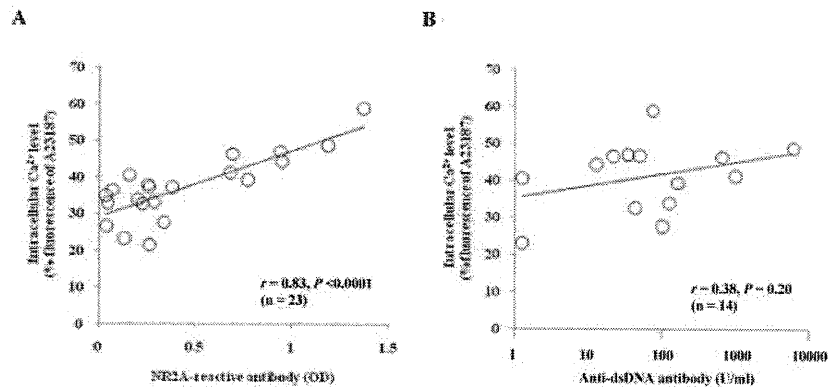 A
Intracellular Ca²⁺ level
(% fluorescence of A23187)
70
60
50
40
30
20
10
0
r = 0.83, P <0.0001
(n = 23)
0
0.5
1
1.5
NR2A-reactive antibody (OD)
B
Intracellular Ca²⁺ level
(% fluorescence of A23187)
70
60
50
40
30
20
10
0
r = 0.38, P = 0.20
(n = 14)
1
10
100
1000
10000
Anti-dsDNA antibody (U/ml)